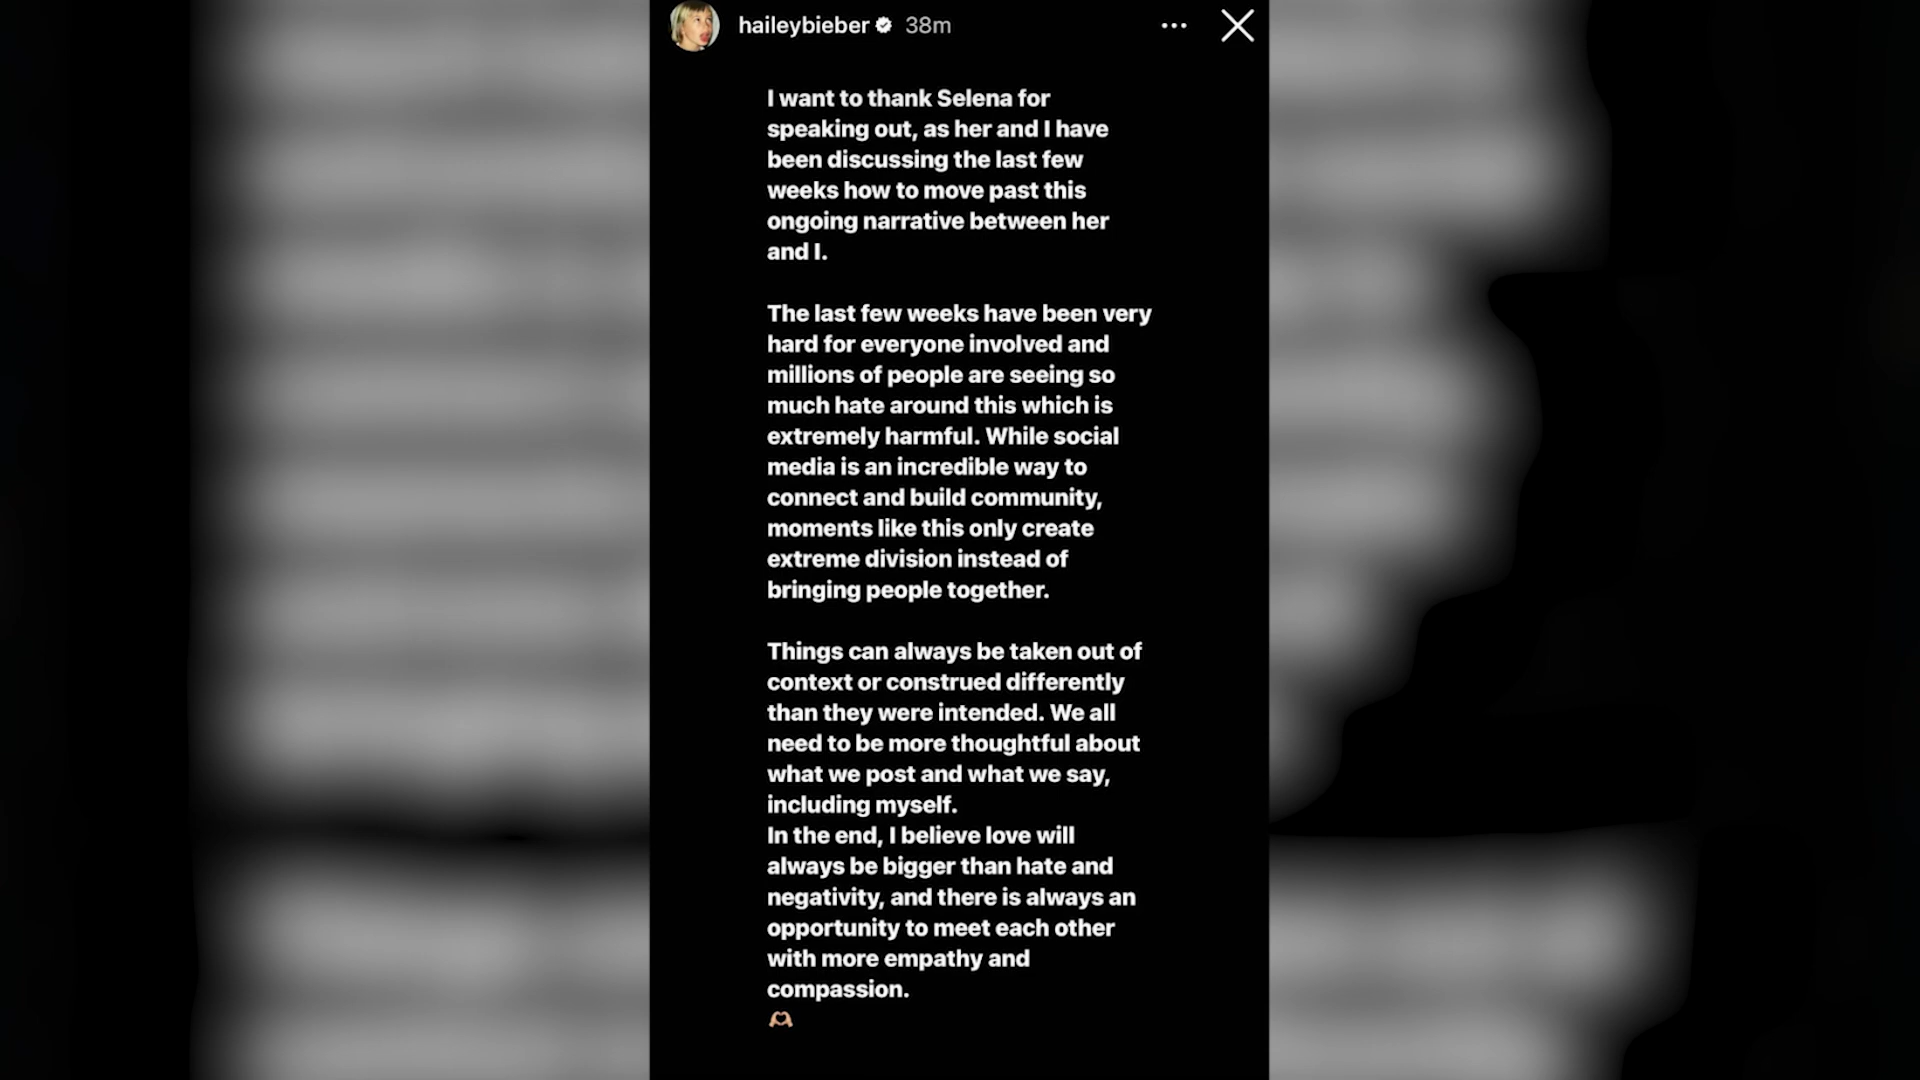 haileybieber 38m
I want to thank Selena for
speaking out, as her and I have
been discussing the last few
weeks how to move past this
ongoing narrative between her
and I.
The last few weeks have been very
hard for everyone involved and
millions of people are seeing so
much hate around this which is
extremely harmful. While social
media is an incredible way to
connect and build community,
moments like this only create
extreme division instead of
bringing people together.
Things can always be taken out of
context or construed differently
than they were intended. We all
need to be more thoughtful about
what we post and what we say,
including myself.
In the end, I believe love will
always be bigger than hate and
negativity, and there is always an
opportunity to meet each other
with more empathy and
compassion.